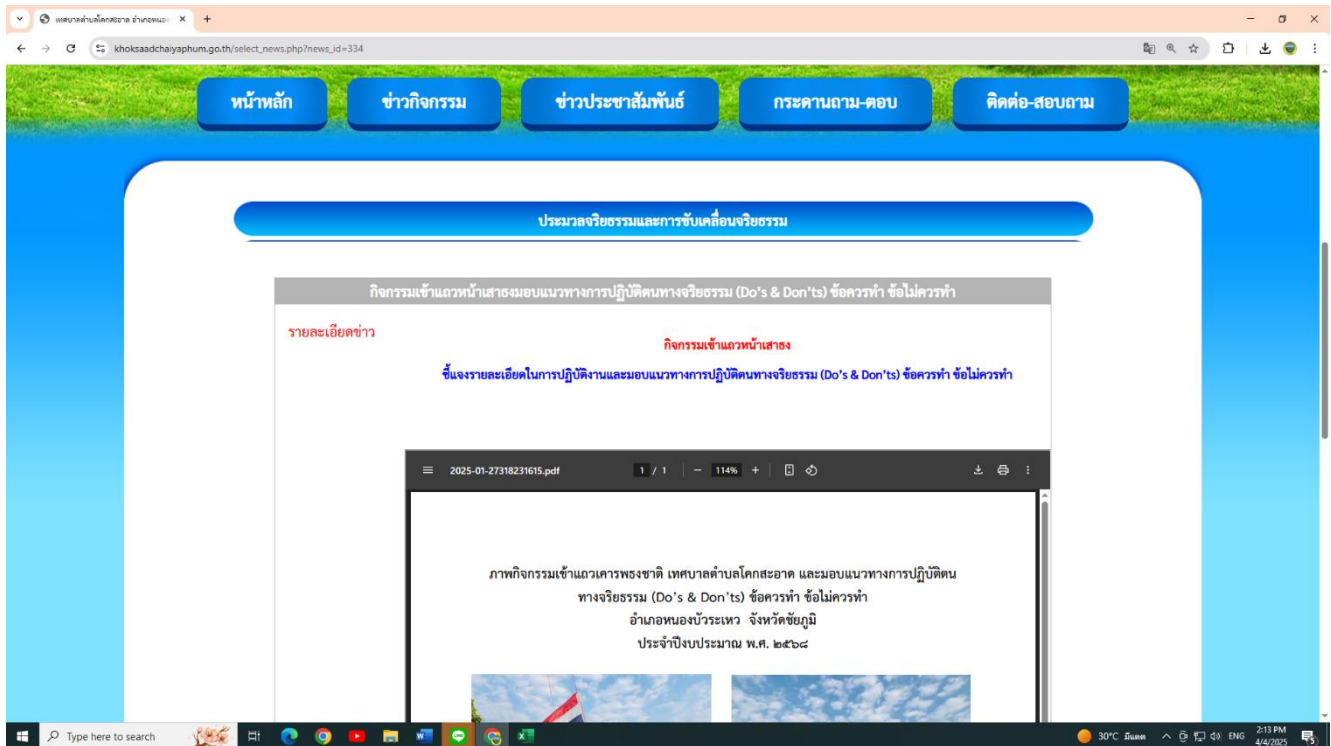 เทศบาลตำบลโคกสะอาด อำเภอหนอง
khoksaadchaiyaphum.go.th/select_news.php?news_id=334
หน้าหลัก ข่าวกิจกรรม ข่าวประชาสัมพันธ์ กระดานถาม-ตอบ ติดต่อ-สอบถาม
ประมวลจริยธรรมและการขับเคลื่อนจริยธรรม
กิจกรรมเข้าแถวหน้าเสาธงมอบแนวทางการปฏิบัติตนทางจริยธรรม (Do's & Don'ts) ข้อควรทำ ข้อไม่ควรทำ
รายละเอียดข่าว
กิจกรรมเข้าแถวหน้าเสาธง
ชี้แจงรายละเอียดในการปฏิบัติงานและมอบแนวทางการปฏิบัติตนทางจริยธรรม (Do's & Don'ts) ข้อควรทำ ข้อไม่ควรทำ
2025-01-27318231615.pdf 1 / 1 114%
ภาพกิจกรรมเข้าแถวเคารพธงชาติ เทศบาลตำบลโคกสะอาด และมอบแนวทางการปฏิบัติตน
ทางจริยธรรม (Do's & Don'ts) ข้อควรทำ ข้อไม่ควรทำ
อำเภอหนองบัวระเหว จังหวัดชัยภูมิ
ประจำปีงบประมาณ พ.ศ. ๒๕๖๘
Type here to search
30°C มีแดด ENG 2:13 PM
4/4/2025